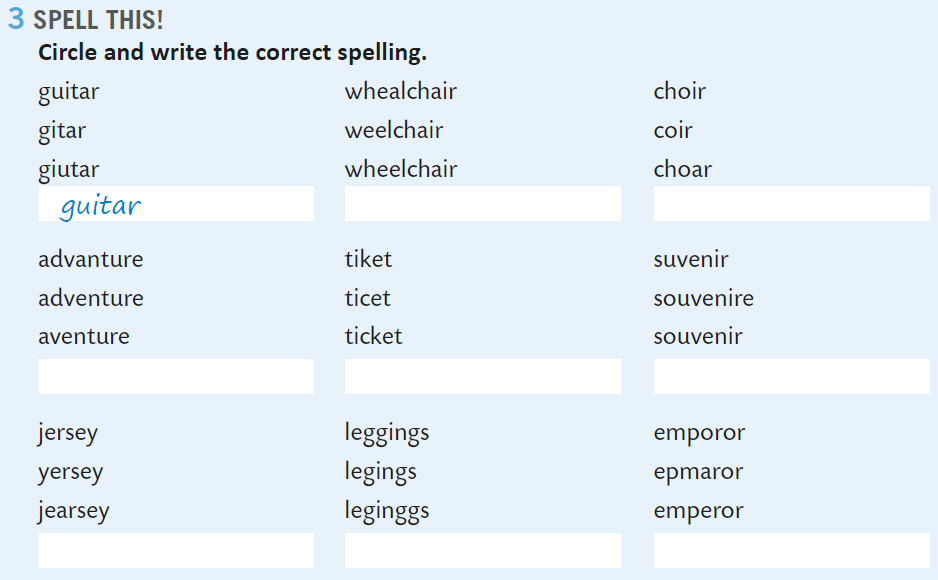 3 SPELL THIS!
Circle and write the correct spelling.
guitar whealchair choir
gitar weelchair coir
giutar wheelchair choar
guitar
advanture tiket suvenir
adventure ticet souvenire
aventure ticket souvenir
jersey leggings emporor
yersey legings epmaror
jearsey leginggs emperor